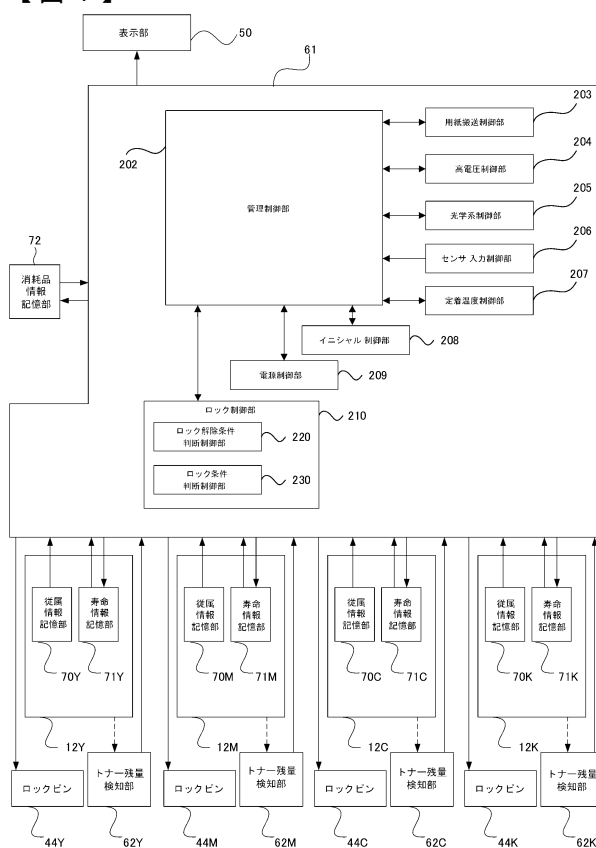 表示部
50
61
203
用紙搬送制御部
202
204
高電圧制御部
管理制御部
205
光学系制御部
72
206
消耗品
情報
記憶部
センサ 入力制御部
207
定着温度制御部
イニシャル 制御部
208
電源制御部
209
ロック制御部
210
ロック解除条件
判断制御部
220
ロック条件
判断制御部
230
従属
情報
記憶部
寿命
情報
記憶部
従属
情報
記憶部
寿命
情報
記憶部
従属
情報
記憶部
寿命
情報
記憶部
従属
情報
記憶部
寿命
情報
記憶部
70Y
71Y
70M
71M
70C
71C
70K
71K
12Y
12M
12C
12K
ロックピン
トナー残量
検知部
ロックピン
トナー残量
検知部
ロックピン
トナー残量
検知部
ロックピン
トナー残量
検知部
44Y
62Y
44M
62M
44C
62C
44K
62K